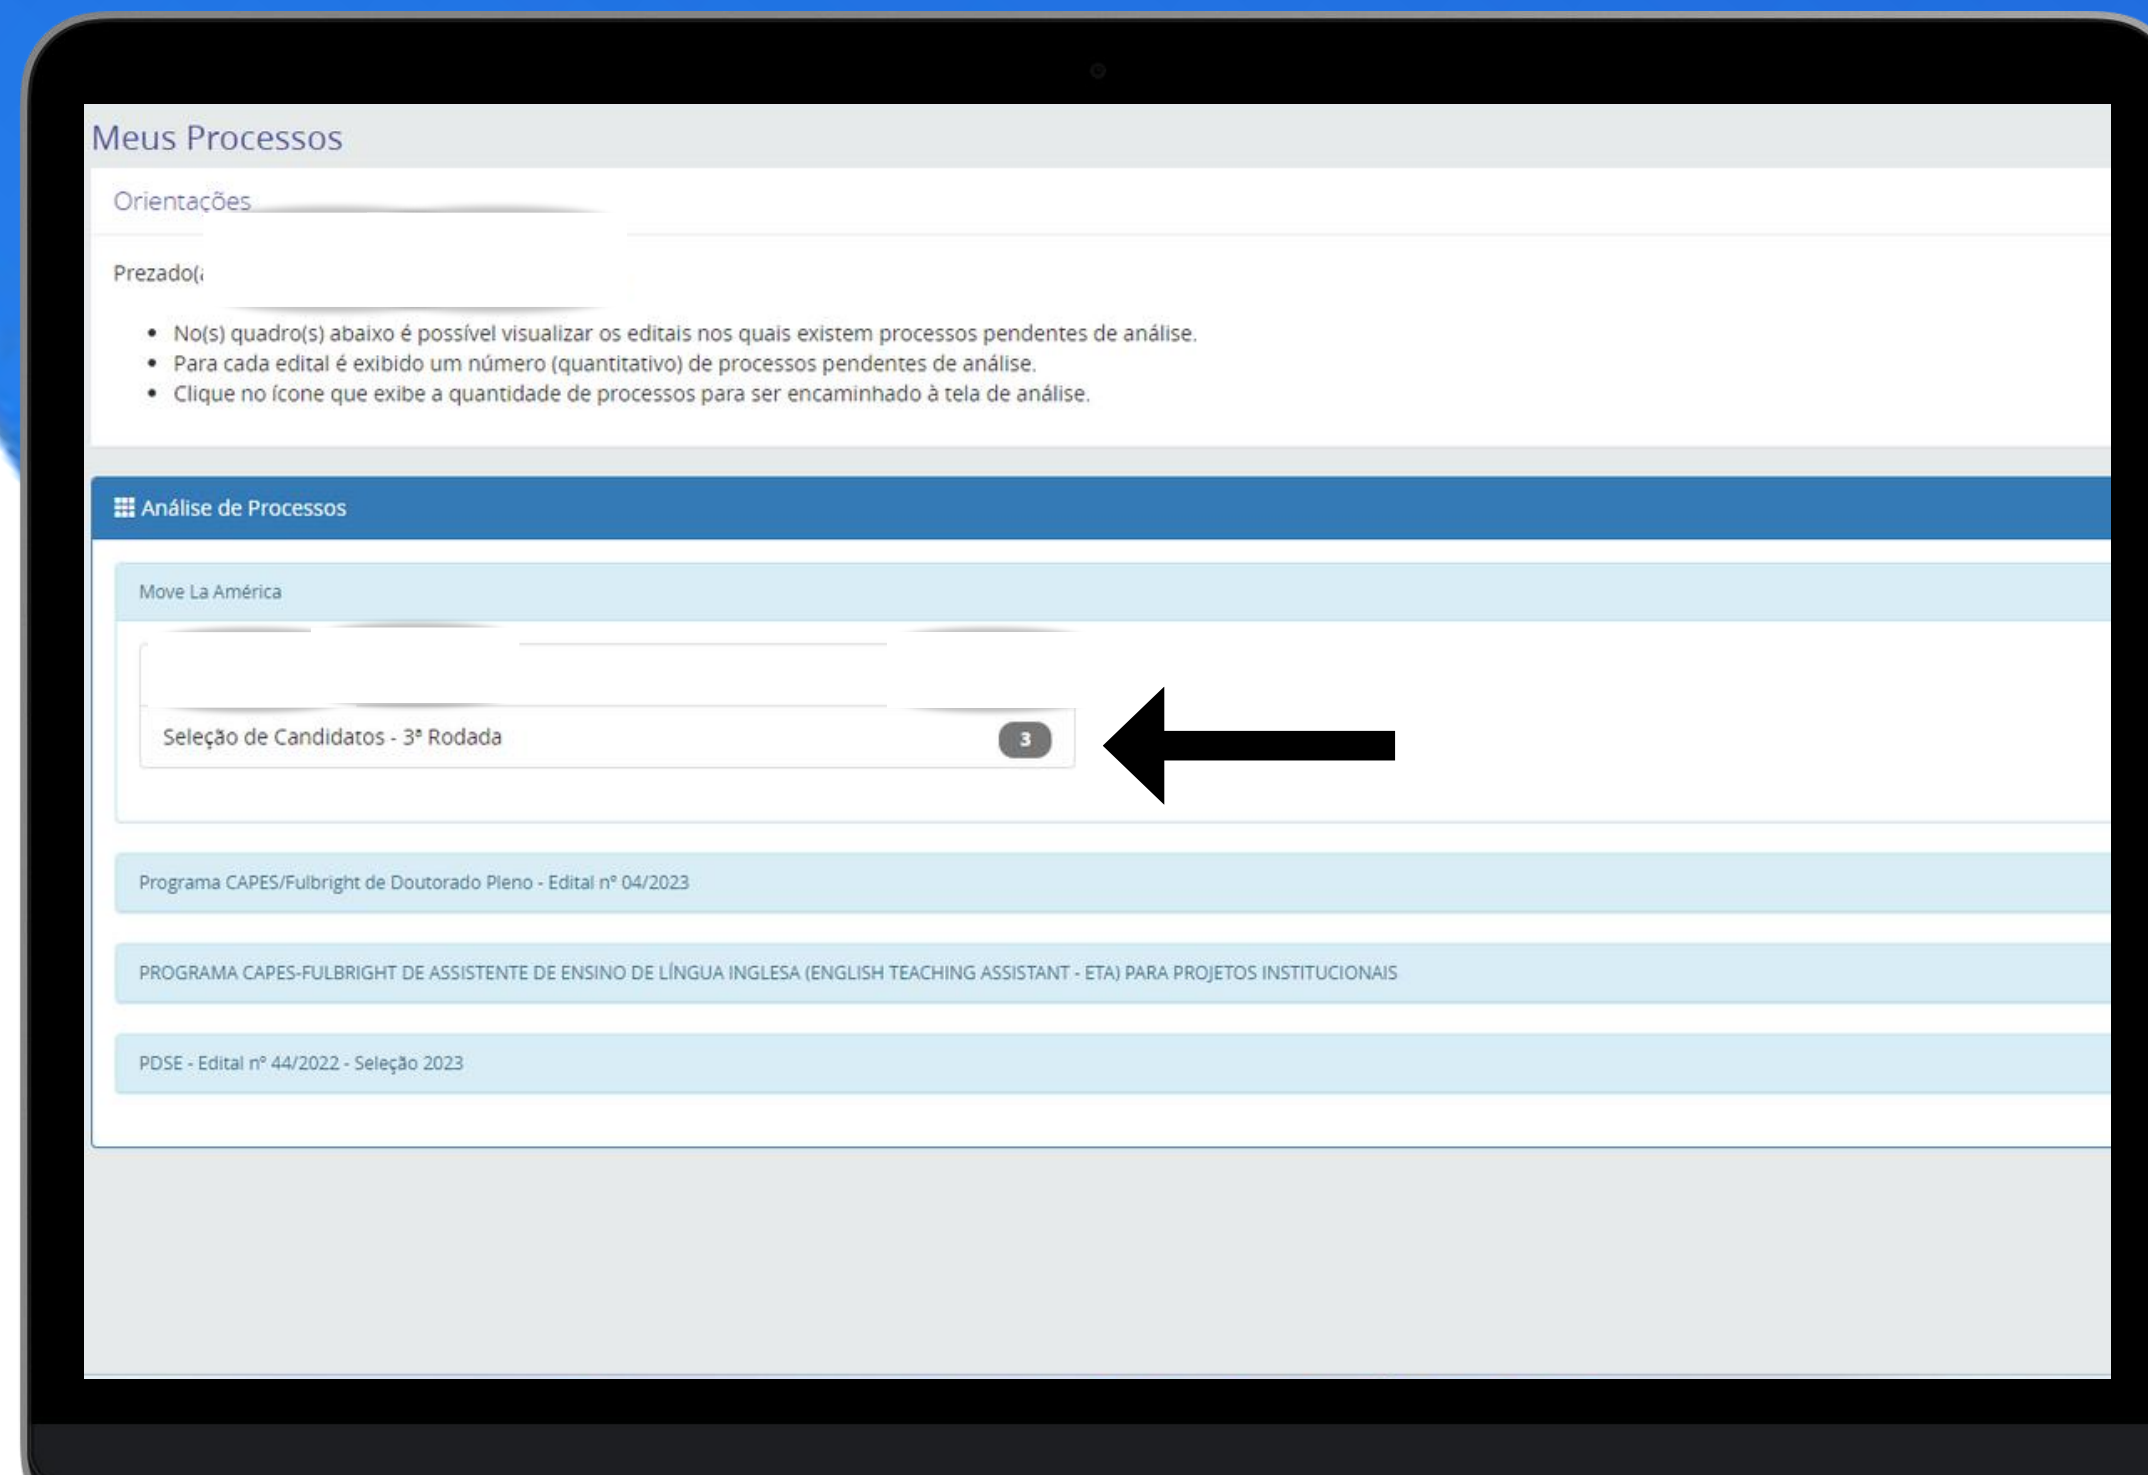 Meus Processos
Orientações
• No(s) quadro(s) abaixo é possível visualizar os editais nos quais existem processos pendentes de análise.
• Para cada edital é exibido um número (quantitativo) de processos pendentes de análise.
• Clique no ícone que exibe a quantidade de processos para ser encaminhado à tela de análise.
Análise de Processos
Move La América
Seleção de Candidatos - 3ª Rodada 3
Programa CAPES/Fulbright de Doutorado Pleno - Edital nº 04/2023
PROGRAMA CAPES-FULBRIGHT DE ASSISTENTE DE ENSINO DE LÍNGUA INGLESA (ENGLISH TEACHING ASSISTANT - ETA) PARA PROJETOS INSTITUCIONAIS
PDSE - Edital nº 44/2022 - Seleção 2023